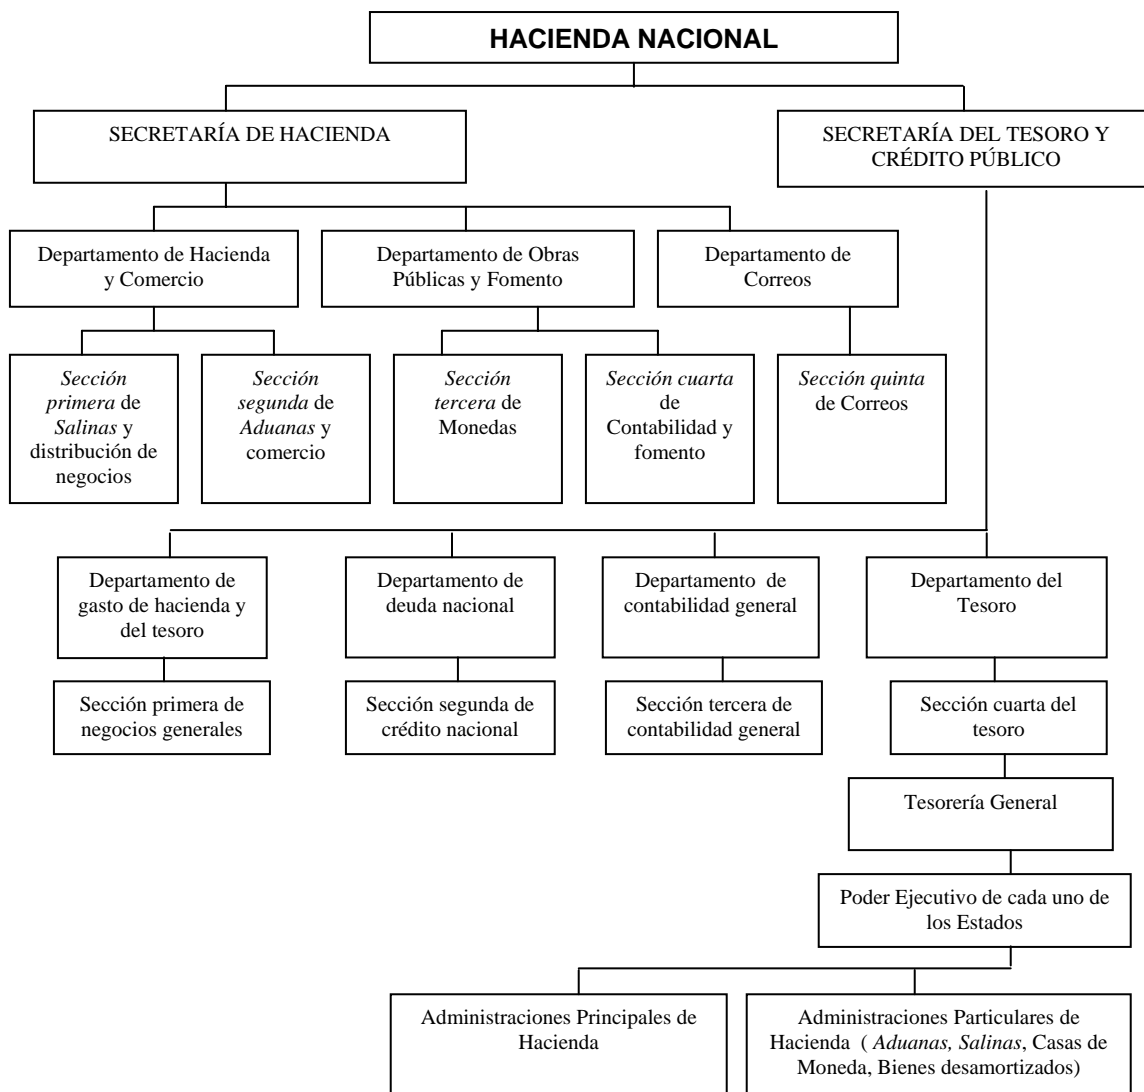 HACIENDA NACIONAL
SECRETARÍA DE HACIENDA
SECRETARÍA DEL TESORO Y
CRÉDITO PÚBLICO
Departamento de Hacienda
y Comercio
Departamento de Obras
Públicas y Fomento
Departamento de
Correos
Sección
primera de
Salinas y
distribución de
negocios
Sección
segunda de
Aduanas y
comercio
Sección
tercera de
Monedas
Sección cuarta
de
Contabilidad y
fomento
Sección quinta
de Correos
Departamento de
gasto de hacienda y
del tesoro
Departamento de
deuda nacional
Departamento de
contabilidad general
Departamento del
Tesoro
Sección primera de
negocios generales
Sección segunda de
crédito nacional
Sección tercera de
contabilidad general
Sección cuarta del
tesoro
Tesorería General
Poder Ejecutivo de cada uno de
los Estados
Administraciones Principales de
Hacienda
Administraciones Particulares de
Hacienda ( Aduanas, Salinas, Casas de
Moneda, Bienes desamortizados)